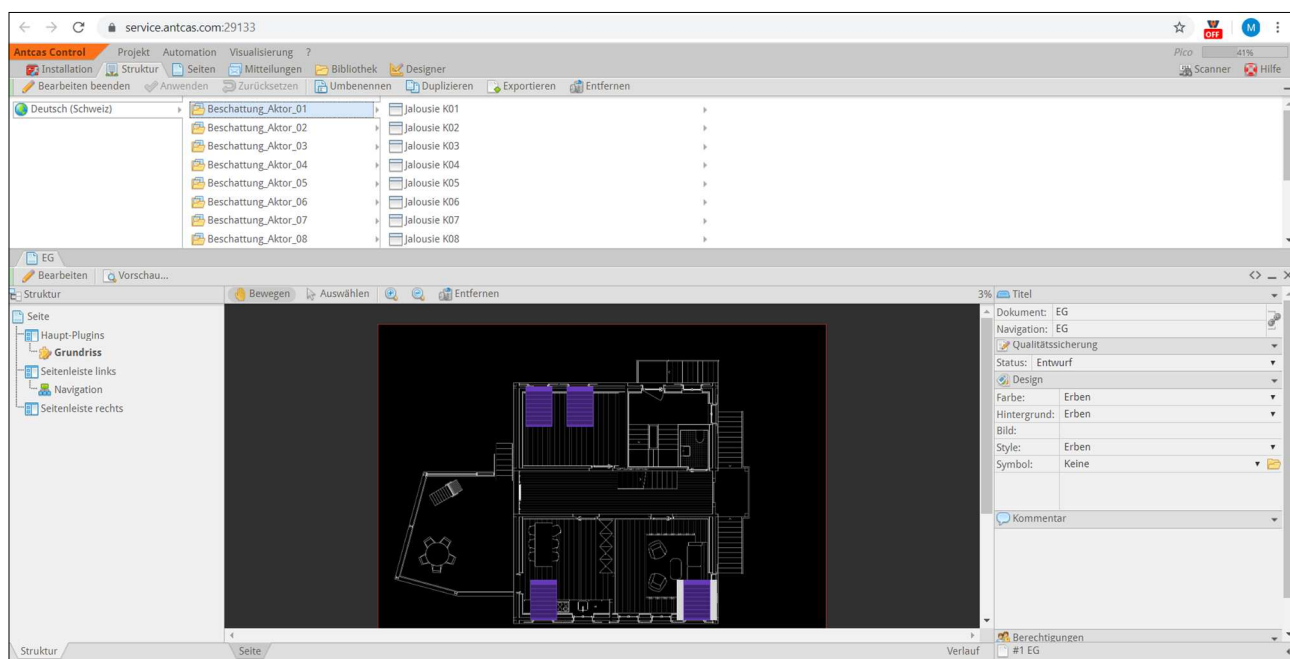 service.antcas.com:29133
OFF
M
Antcas Control Projekt Automation Visualisierung ? Pico 41%
Installation Struktur Seiten Mitteilungen Bibliothek Designer Scanner Hilfe
Bearbeiten beenden Anwenden Zurücksetzen Umbenennen Duplizieren Exportieren Entfernen
Deutsch (Schweiz) Beschattung_Aktor_01 Jalousie K01
Beschattung_Aktor_02 Jalousie K02
Beschattung_Aktor_03 Jalousie K03
Beschattung_Aktor_04 Jalousie K04
Beschattung_Aktor_05 Jalousie K05
Beschattung_Aktor_06 Jalousie K06
Beschattung_Aktor_07 Jalousie K07
Beschattung_Aktor_08 Jalousie K08
EG
Bearbeiten Vorschau...
Struktur Bewegen Auswählen Entfernen 3% Titel
Seite
Haupt-Plugins
Grundriss
Seitenleiste links
Navigation
Seitenleiste rechts
Dokument: EG
Navigation: EG
Qualitätssicherung
Status: Entwurf
Design
Farbe: Erben
Hintergrund: Erben
Bild:
Style: Erben
Symbol: Keine
Kommentar
Berechtigungen
Struktur Seite Verlauf #1 EG